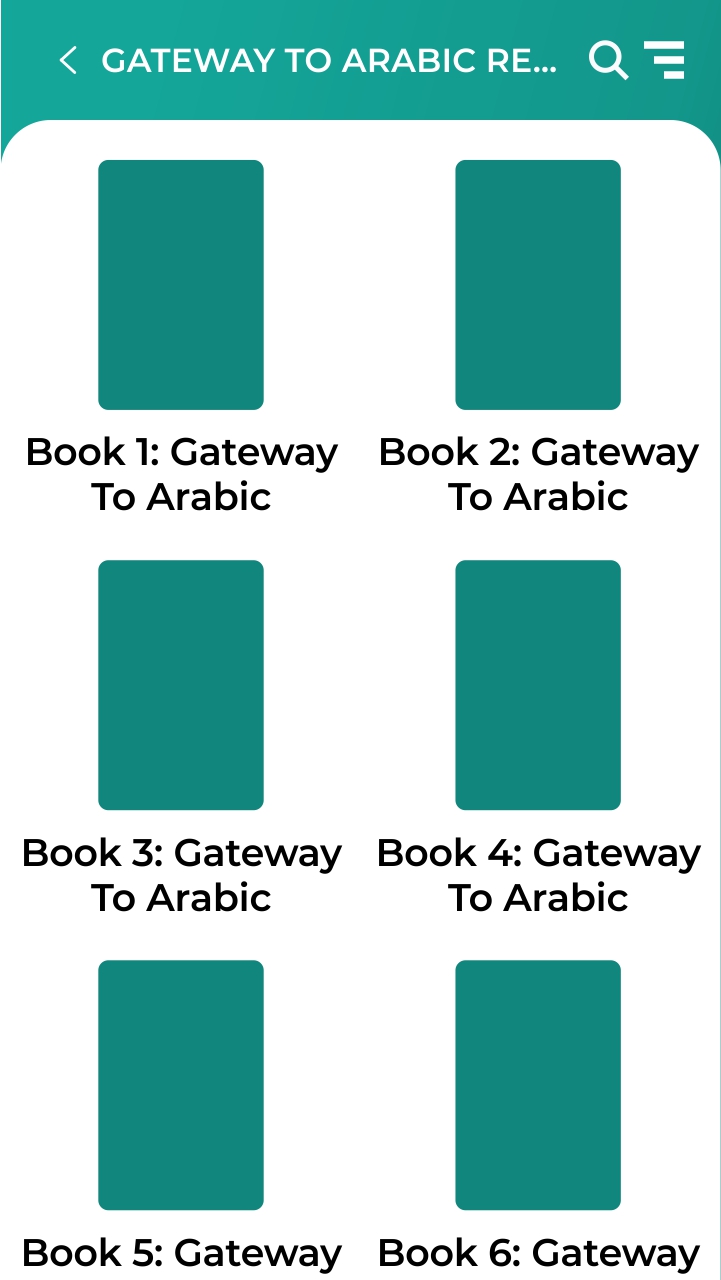 GATEWAY TO ARABIC RE...
Book 1: Gateway
To Arabic
Book 2: Gateway
To Arabic
Book 3: Gateway
To Arabic
Book 4: Gateway
To Arabic
Book 5: Gateway
Book 6: Gateway